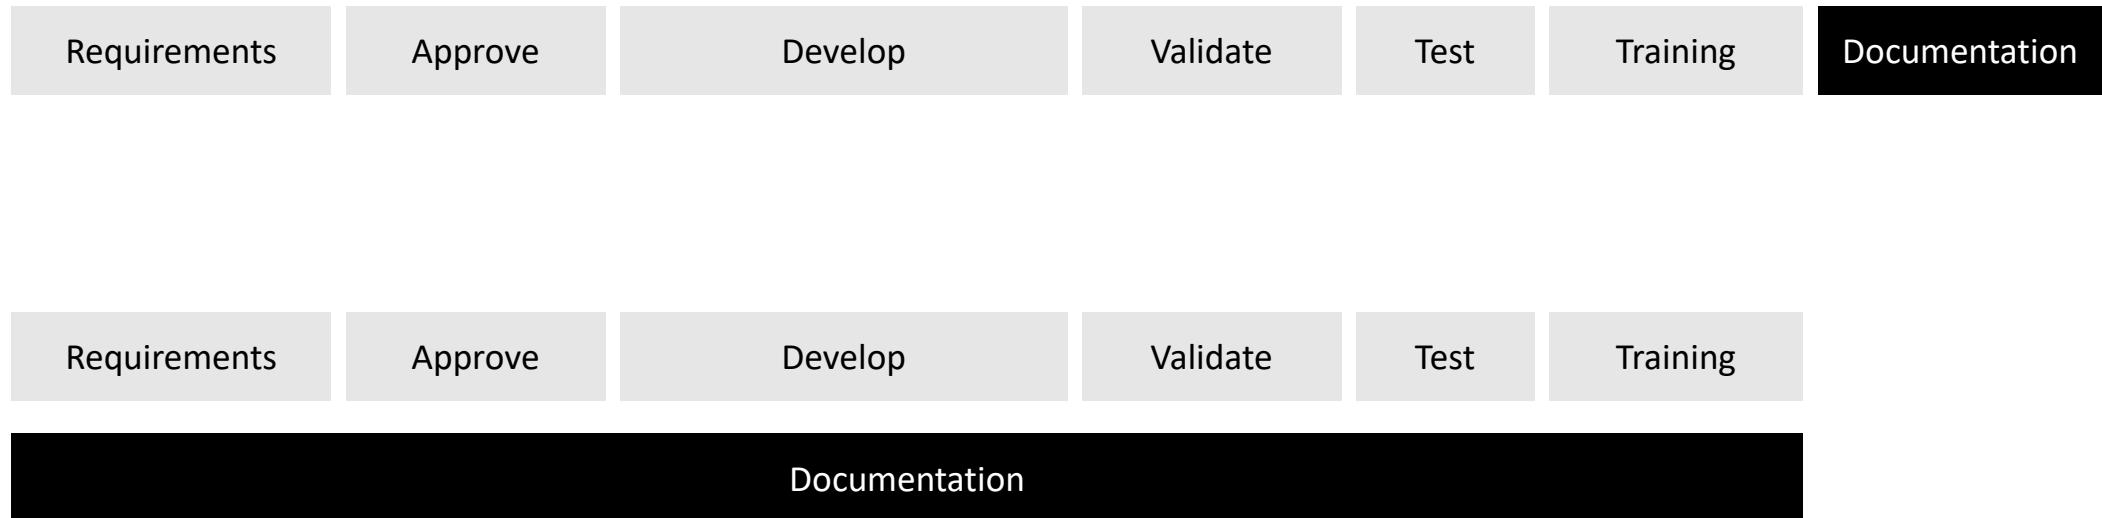 Requirements Approve Develop Validate Test Training Documentation
Requirements Approve Develop Validate Test Training
Documentation